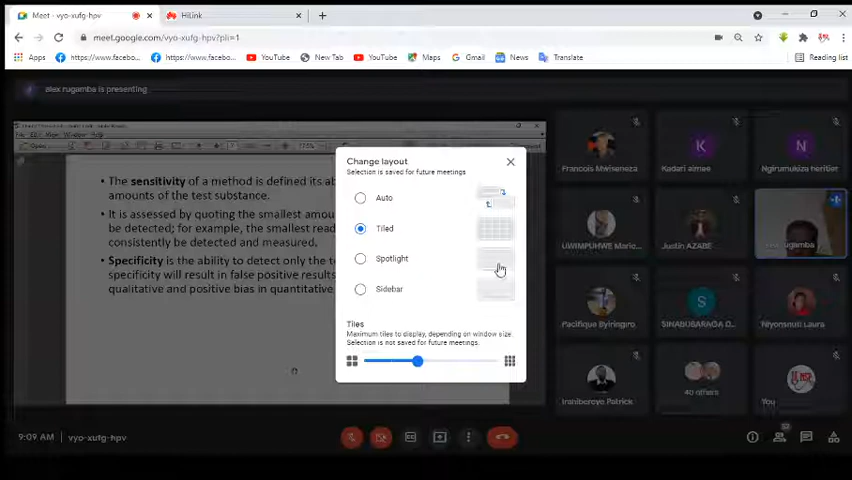 Meet - vyo-xufg-hpv
HiLink
meet.google.com/vyo-xufg-hpv?pli=1
Apps
https://www.facebo...
https://www.facebo...
YouTube
New Tab
YouTube
Maps
Gmail
News
Translate
Reading list
alex rugamba is presenting
• The sensitivity of a method is defined its ab
amounts of the test substance.
• It is assessed by quoting the smallest amou
be detected; for example, the smallest read
consistently be detected and measured.
• Specificity is the ability to detect only the t
specificity will result in false positive results
qualitative and positive bias in quantitative
Change layout
Selection is saved for future meetings
Auto
Tiled
Spotlight
Sidebar
Tiles
Maximum tiles to display, depending on window size.
Selection is not saved for future meetings.
Francois Mwiseneza
K
Kadari aimee
N
Ngirumukiza heritier
UWIMPUHWE Mario...
Justin AZABE
rugamba
Pacifique Byiringiro
S
SINABUBARAGA D...
Niyonsuti Laura
Iranibereye Patrick
40 others
You
9:09 AM
vyo-xufg-hpv